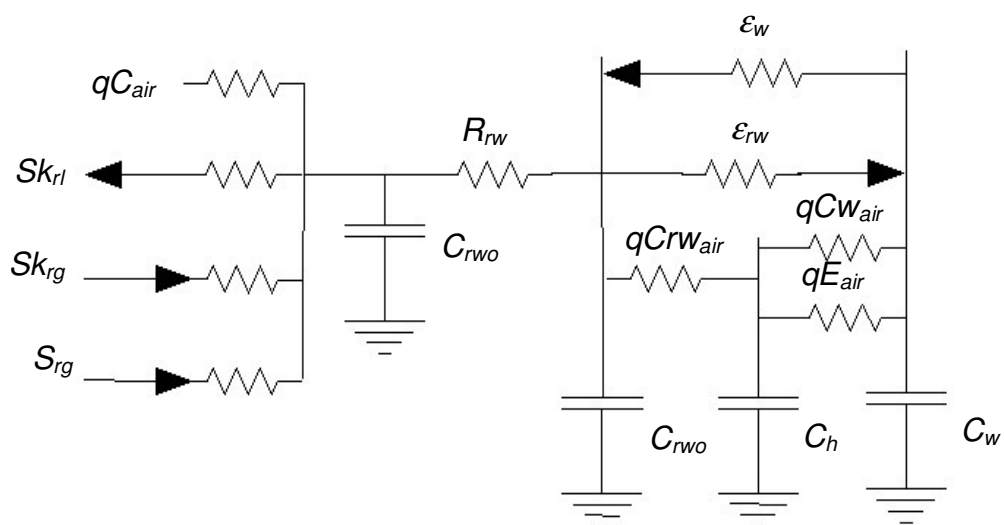 εw
qCair
Rrw
εrw
Skrl
qCwair
qCrwair
Crwo
Skrg
qEair
Srg
Crwo
Ch
Cw